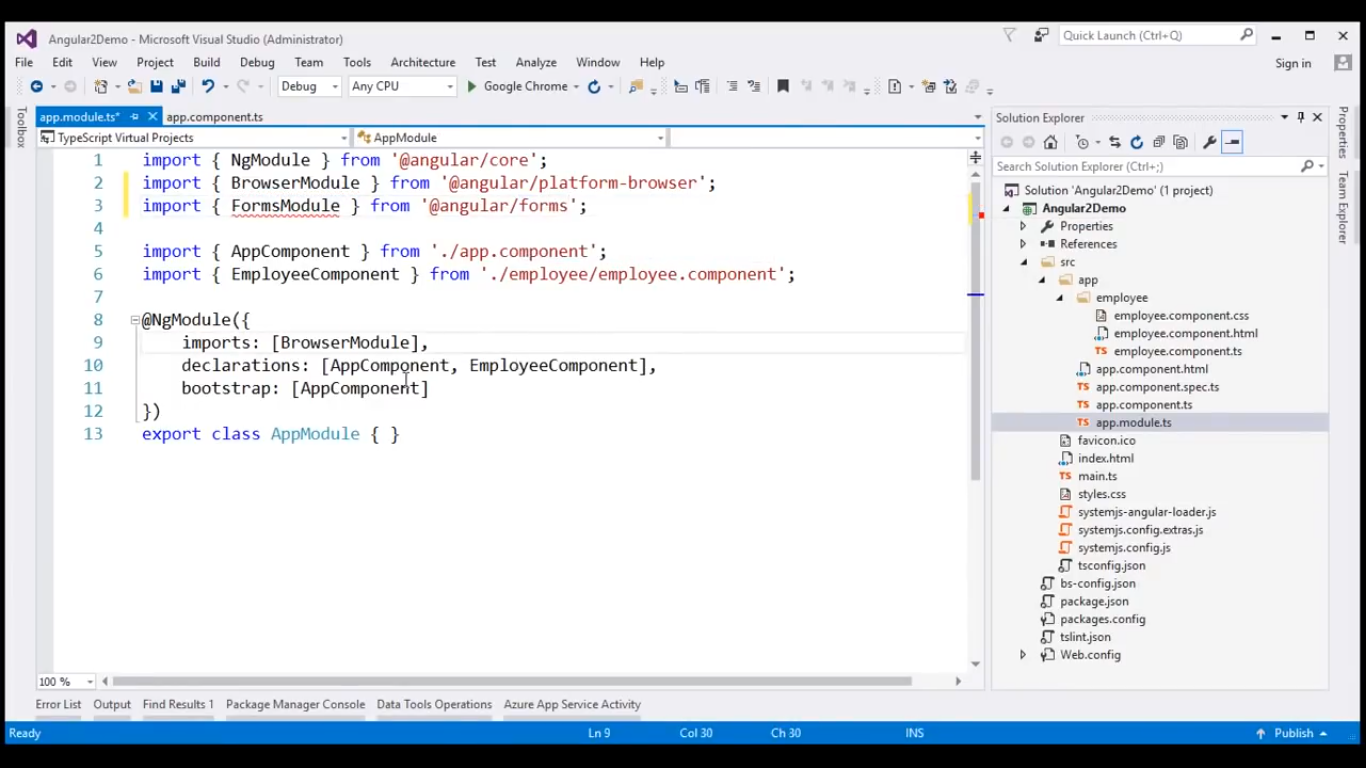 Angular2Demo - Microsoft Visual Studio (Administrator)
Quick Launch (Ctrl+Q)
File Edit View Project Build Debug Team Tools Architecture Test Analyze Window Help
Sign in
Debug Any CPU Google Chrome
Toolbox
app.module.ts* app.component.ts
TypeScript Virtual Projects AppModule
1 import { NgModule } from '@angular/core';
2 import { BrowserModule } from '@angular/platform-browser';
3 import { FormsModule } from '@angular/forms';
4
5 import { AppComponent } from './app.component';
6 import { EmployeeComponent } from './employee/employee.component';
7
8 @NgModule({
9 imports: [BrowserModule],
10 declarations: [AppComponent, EmployeeComponent],
11 bootstrap: [AppComponent]
12 })
13 export class AppModule { }
100 %
Solution Explorer
Search Solution Explorer (Ctrl+;)
Solution 'Angular2Demo' (1 project)
Angular2Demo
Properties
References
src
app
employee
employee.component.css
employee.component.html
TS employee.component.ts
app.component.html
TS app.component.spec.ts
TS app.component.ts
TS app.module.ts
favicon.ico
index.html
TS main.ts
styles.css
systemjs-angular-loader.js
systemjs.config.extras.js
systemjs.config.js
tsconfig.json
bs-config.json
package.json
packages.config
tslint.json
Web.config
Properties
Team Explorer
Error List Output Find Results 1 Package Manager Console Data Tools Operations Azure App Service Activity
Ready Ln 9 Col 30 Ch 30 INS Publish